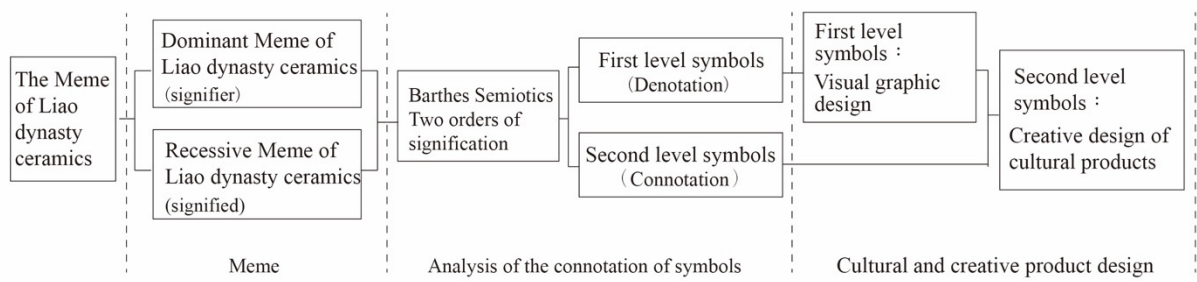 The Meme
of Liao
dynasty
ceramics
Dominant Meme of
Liao dynasty ceramics
(signifier)
Recessive Meme of
Liao dynasty ceramics
(signified)
Meme
Barthes Semiotics
Two orders of
signification
First level symbols
(Denotation)
Second level symbols
(Connotation)
Analysis of the connotation of symbols
First level
symbols：
Visual graphic
design
Second level
symbols：
Creative design of
cultural products
Cultural and creative product design